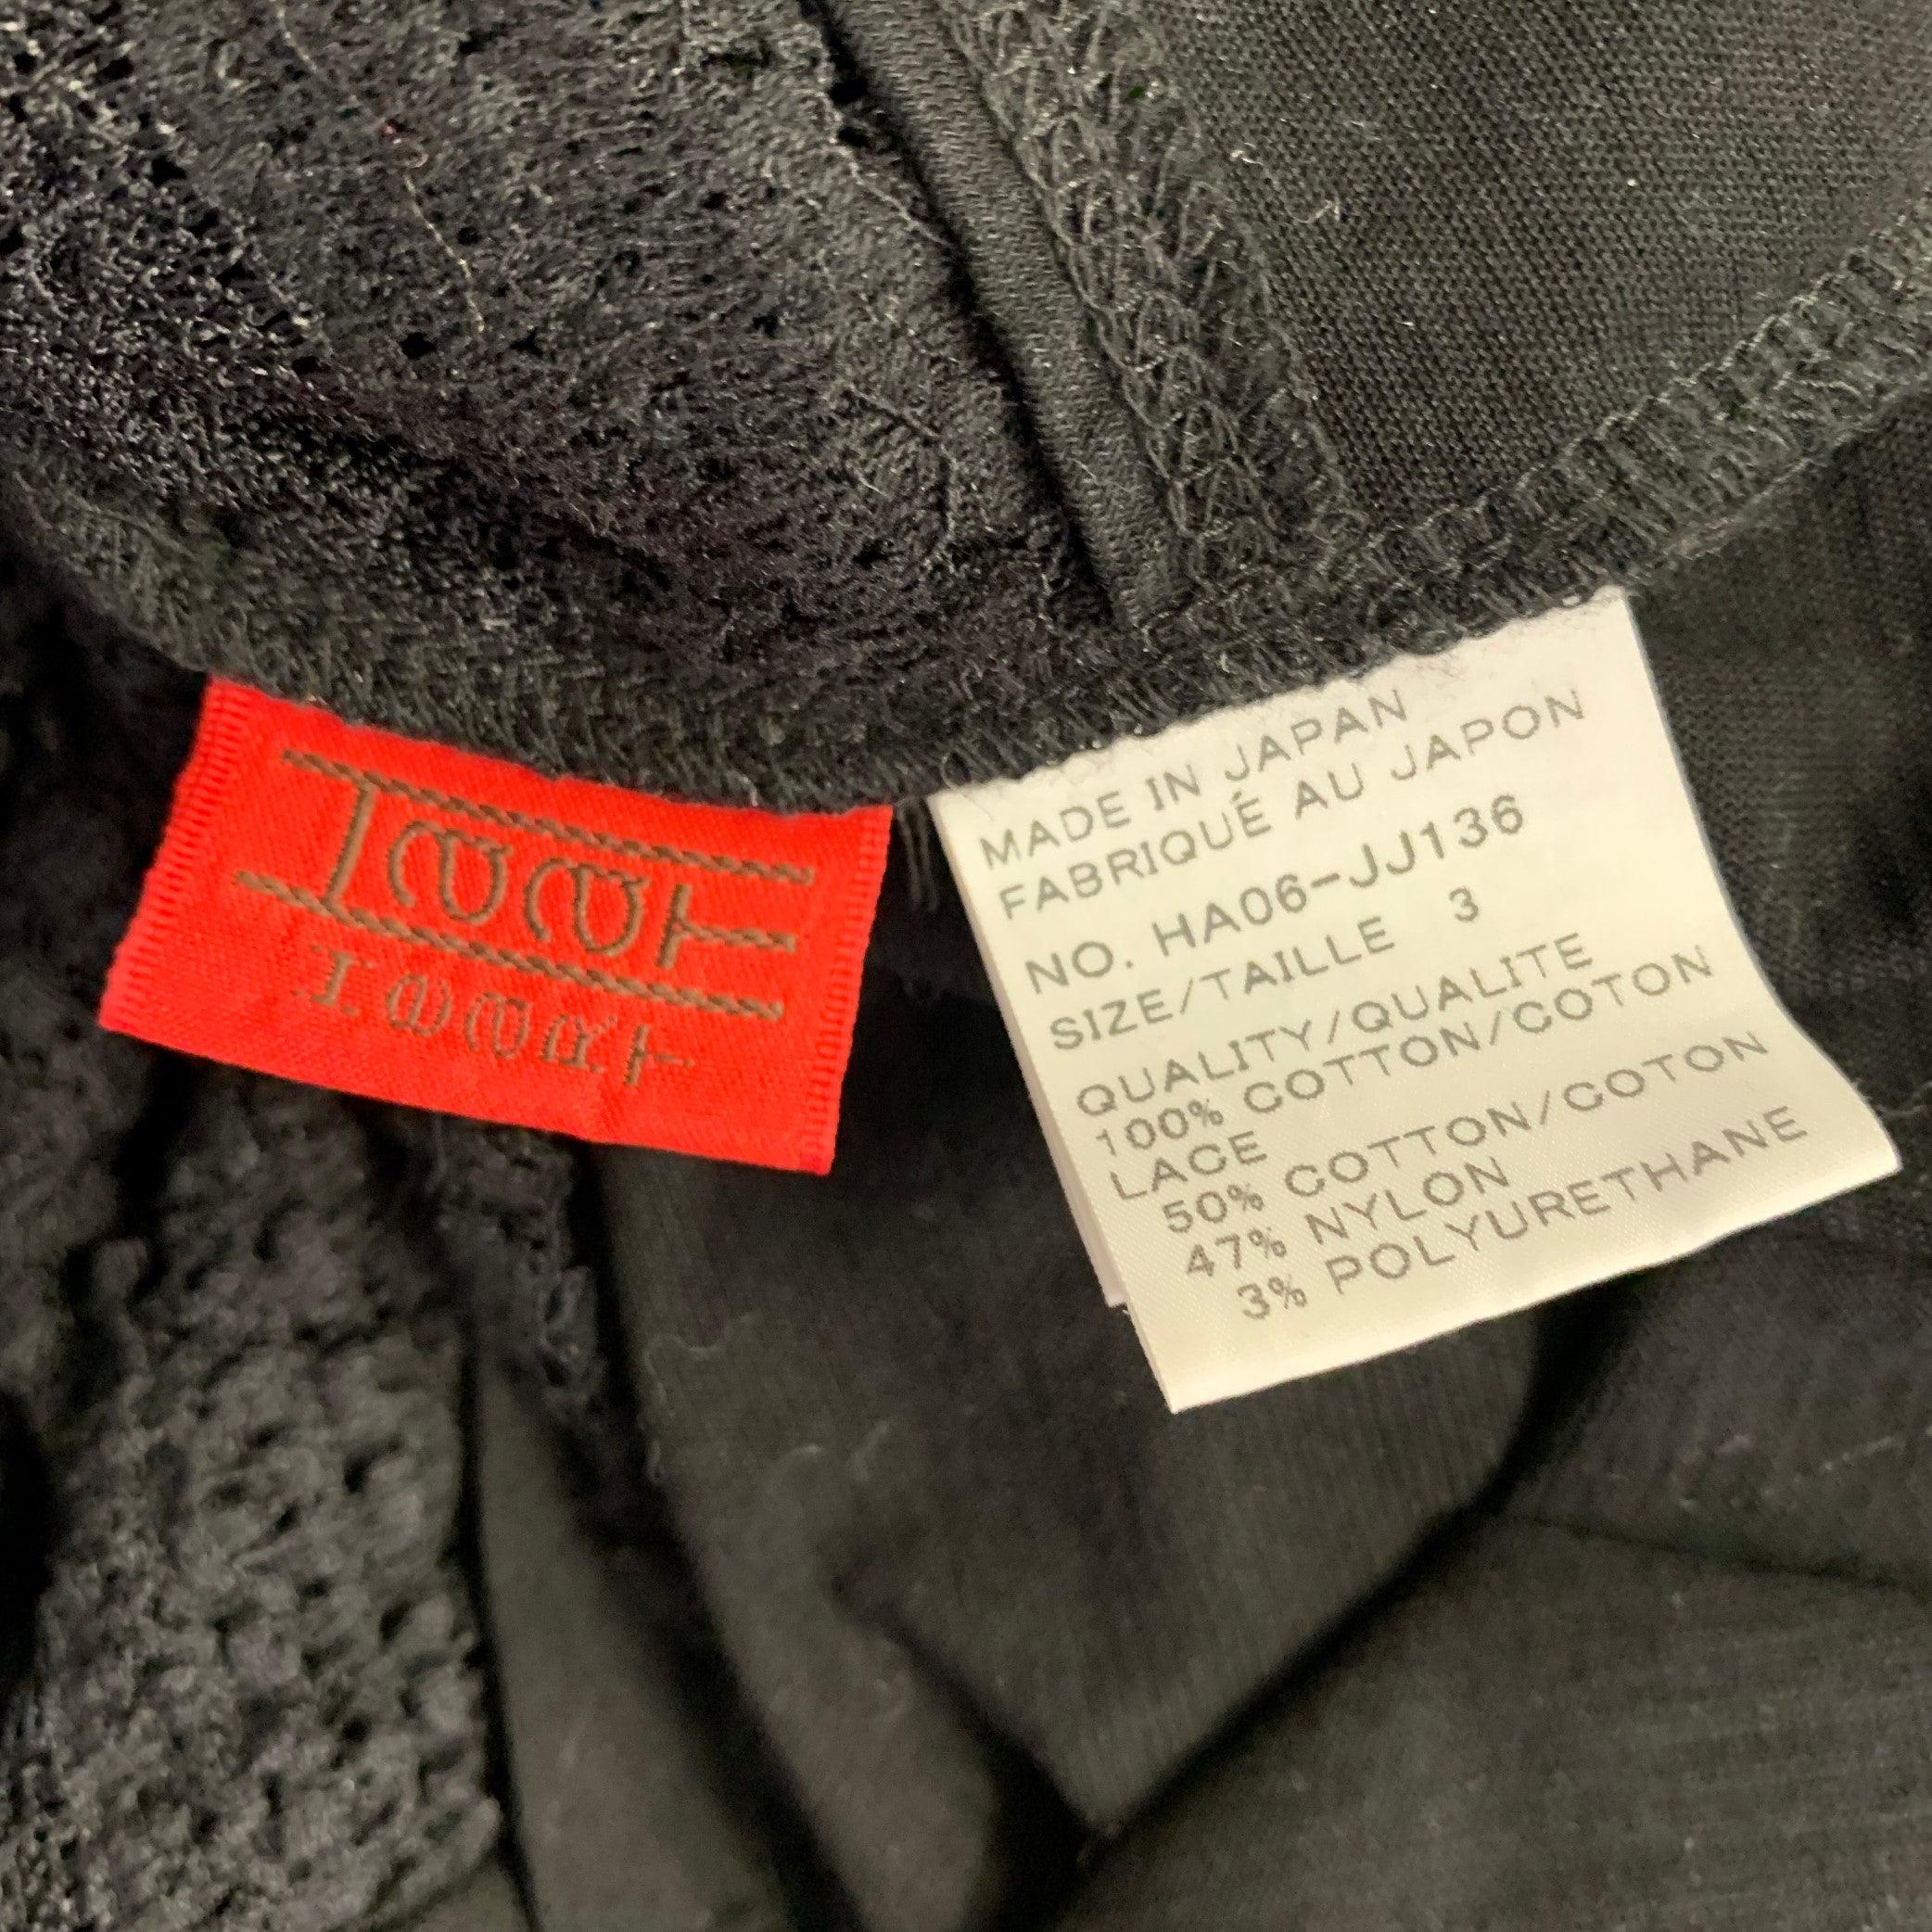 MADE IN JAPAN
FABRIQUÉ AU JAPON
NO. HA06-JJ136
SIZE/TAILLE 3
QUALITY/QUALITE
100% COTTON/COTON
LACE
50% COTTON/COTON
47% NYLON
3% POLYURETHANE